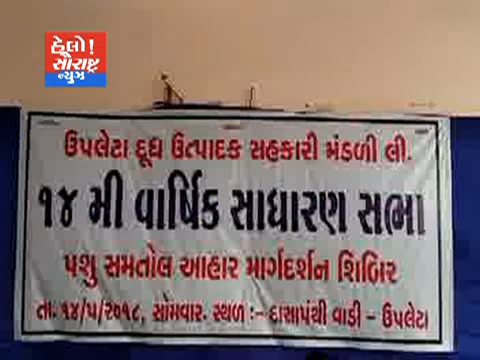 હેલો!
સૌરાષ્ટ્ર
ન્યુઝ
ઉપલેટા દૂધ ઉત્પાદક સહકારી મંડળી લી.
૧૪ મી વાર્ષિક સાધારણ સભા
પશુ સમતોલ આહાર માર્ગદર્શન શિબિર
તા. ૧૪/૫/૨૦૧૮, સોમવાર. સ્થળ :- દાસાપંથી વાડી - ઉપલેટા